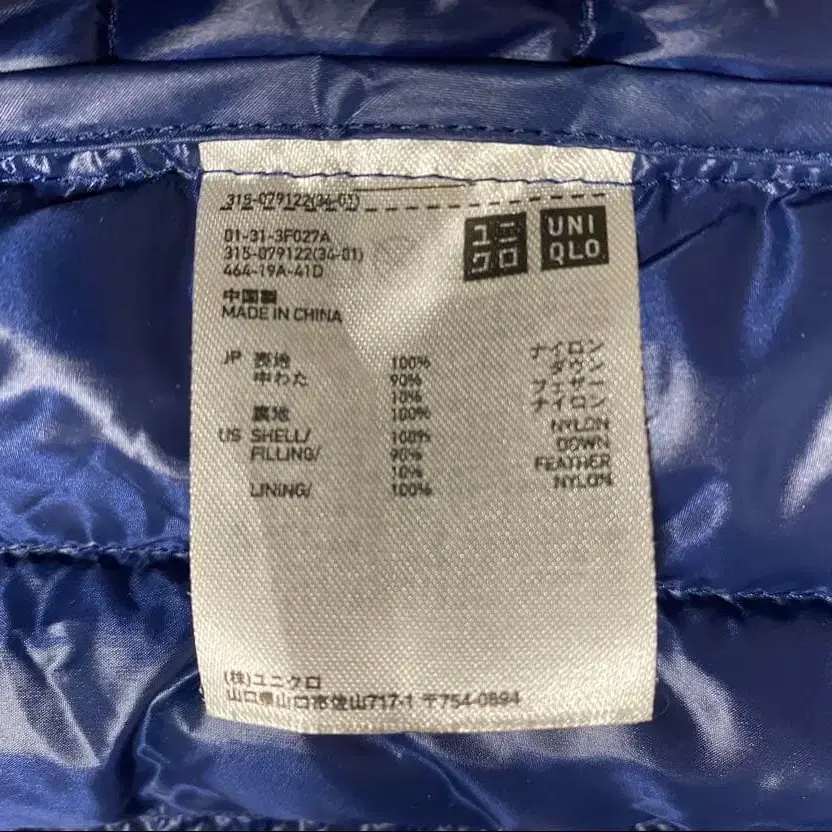 315-079122(34-01)
01-31-3F027A
315-079122(34-01)
464-19A-41D
ユニクロ
UNIQLO
中国製
MADE IN CHINA
JP 表地 100% ナイロン
中わた 90% ダウン
10% フェザー
裏地 100% ナイロン
US SHELL/ 100% NYLON
FILLING/ 90% DOWN
10% FEATHER
LINING/ 100% NYLON
(株)ユニクロ
山口県山口市佐山717-1 〒754-0894